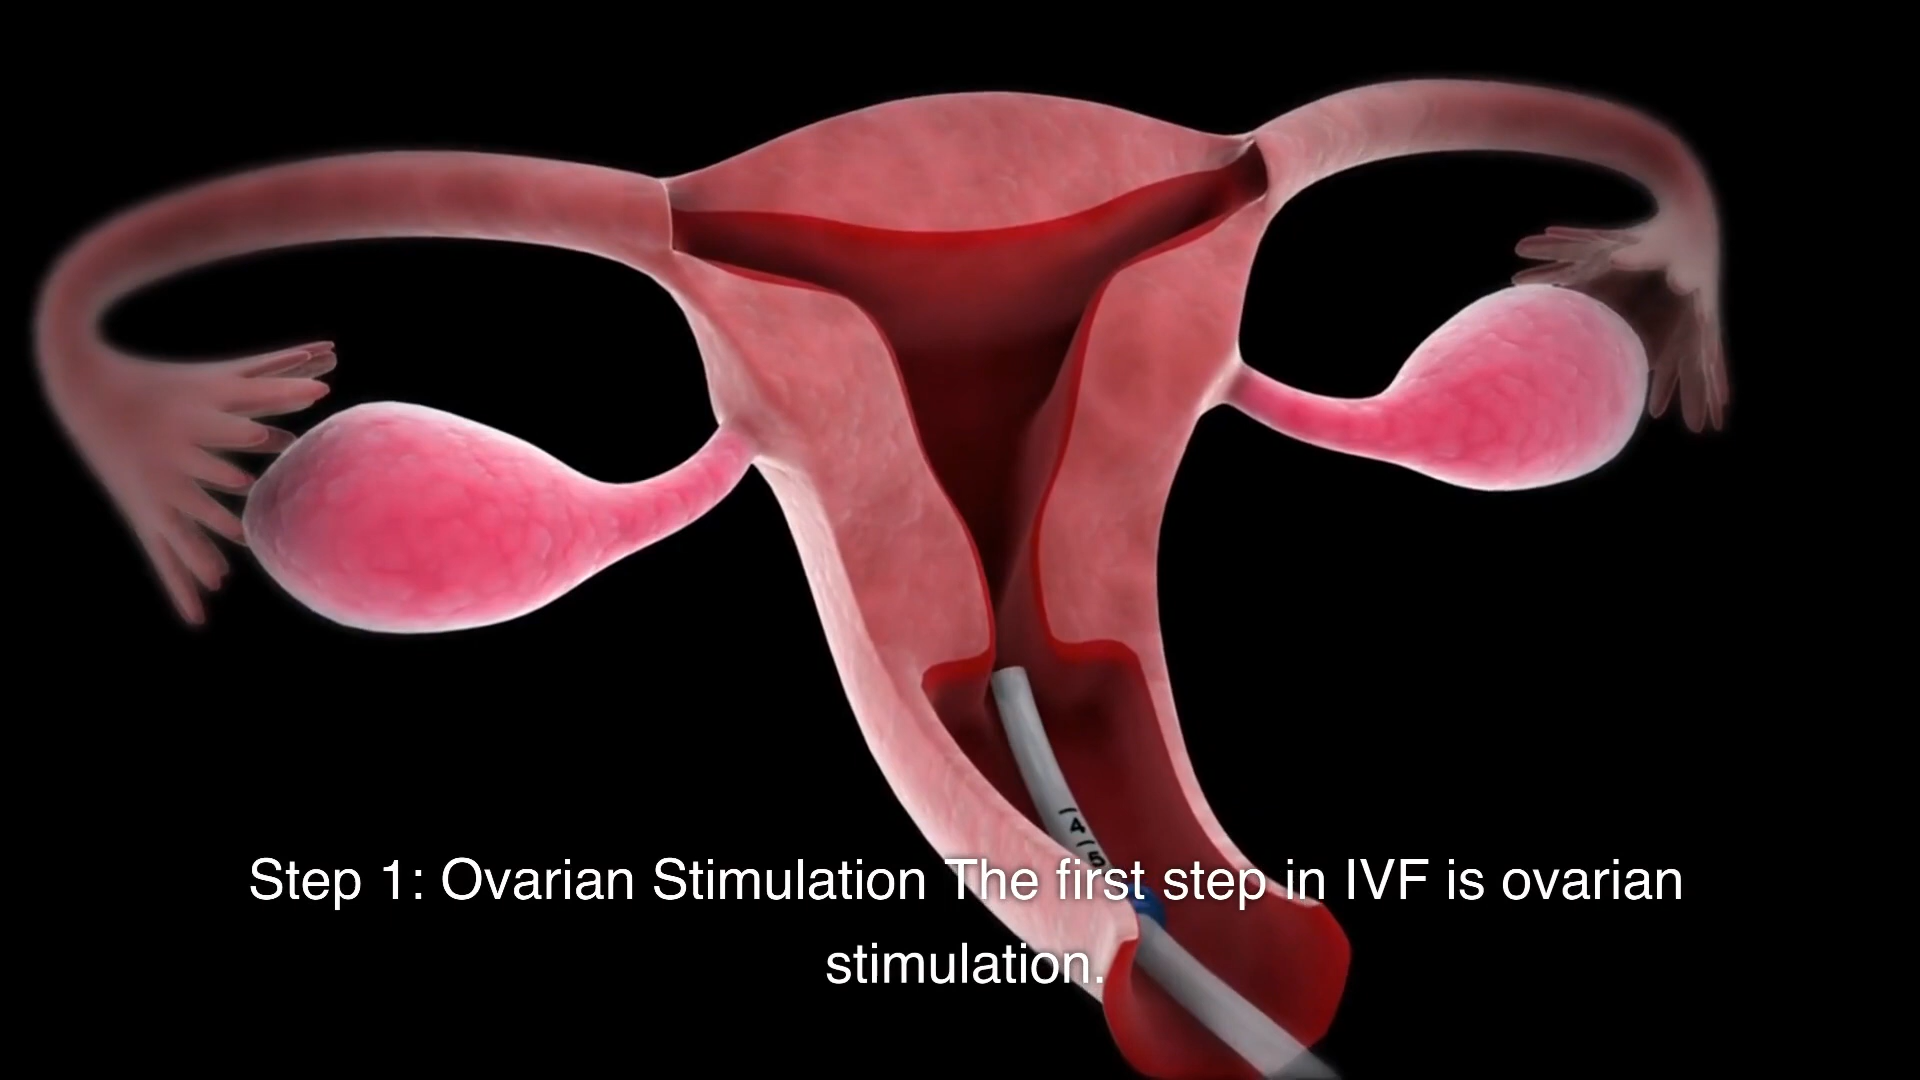 (4
(5
Step 1: Ovarian Stimulation The first step in IVF is ovarian
stimulation.